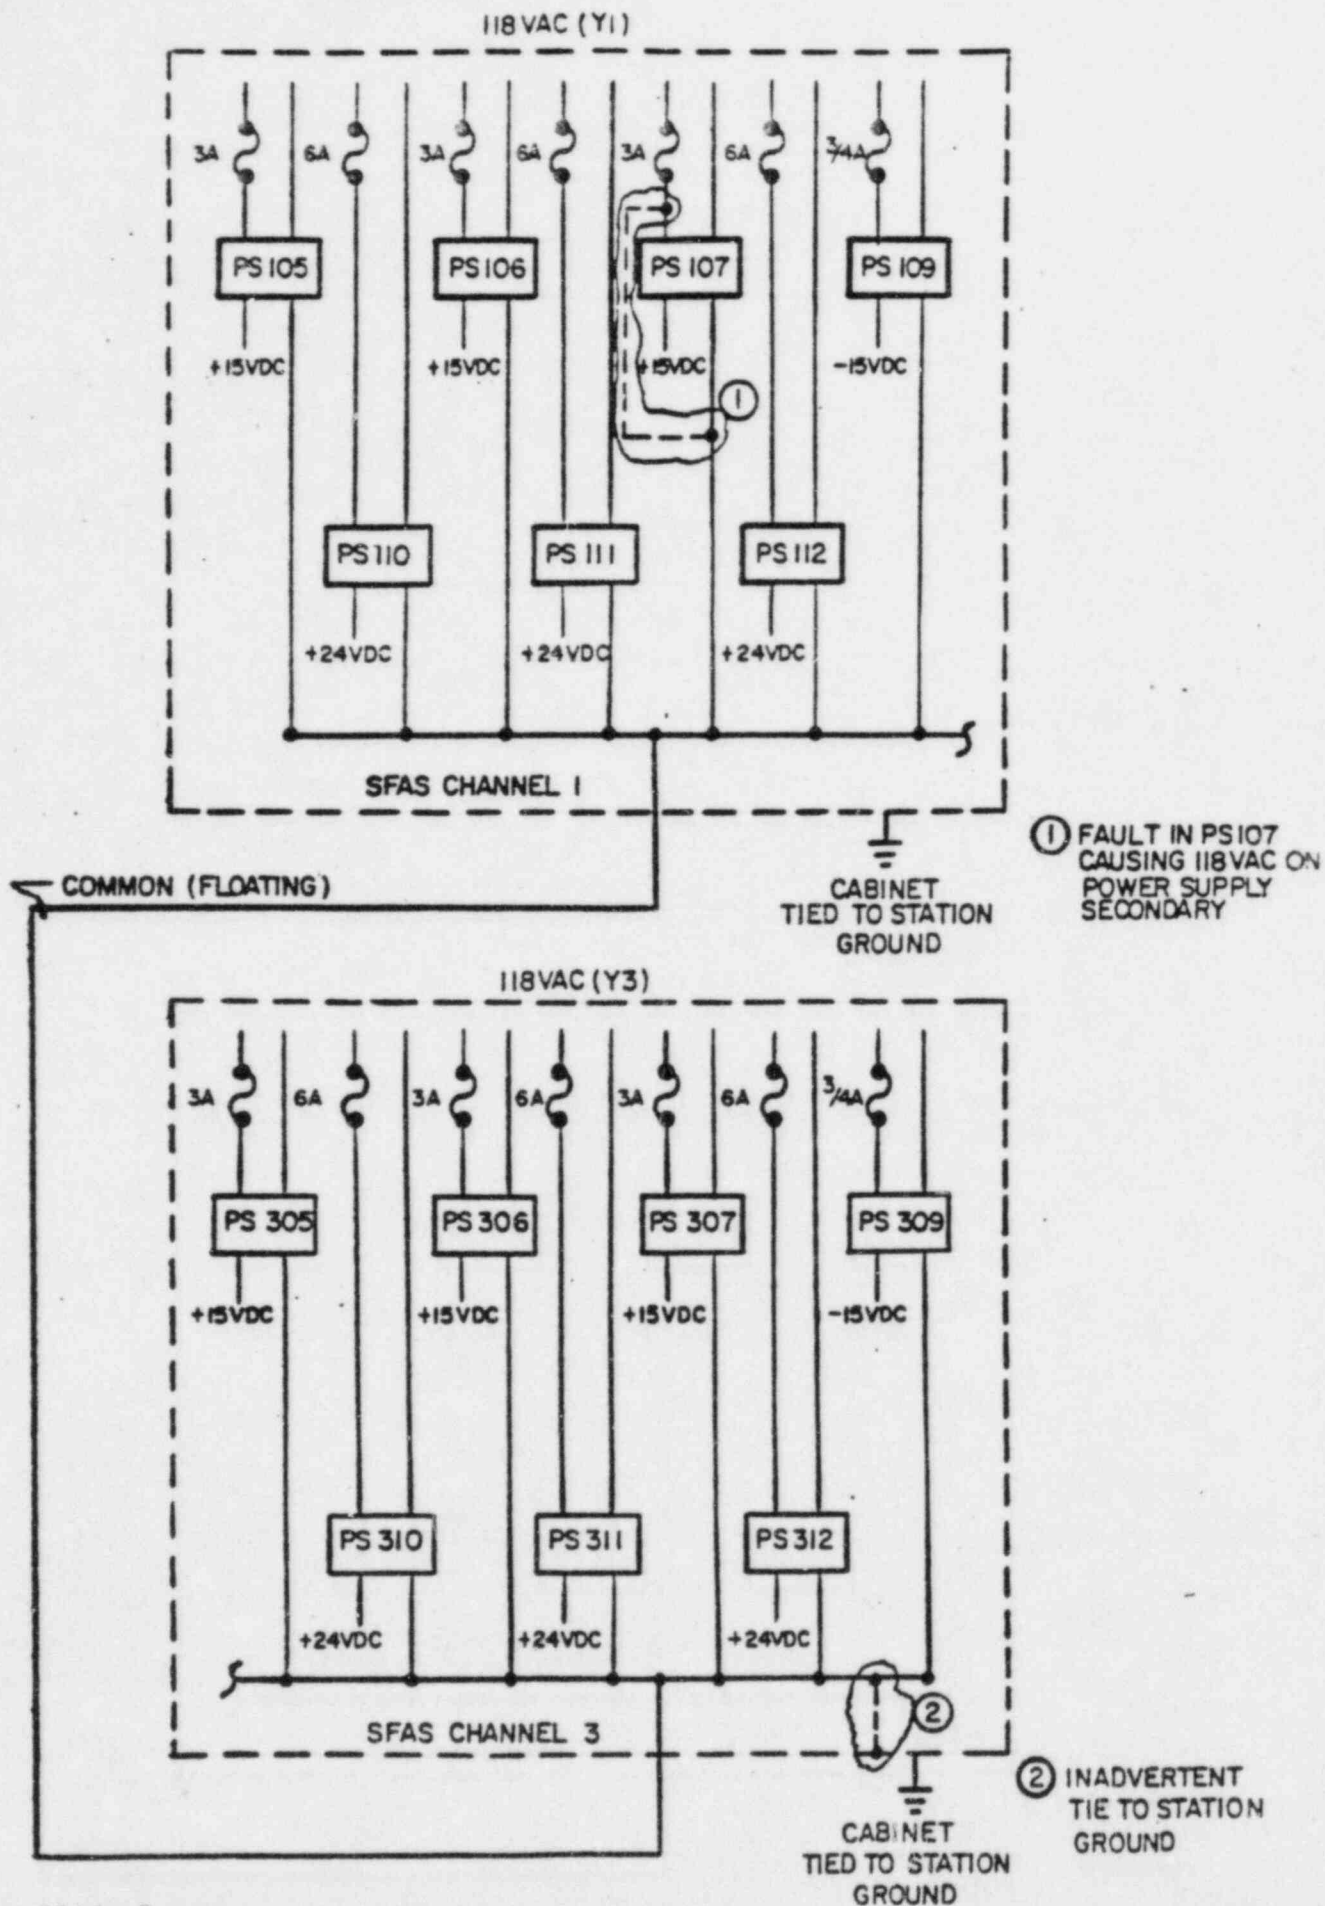 118VAC (Y1)
3A 6A 3A 6A 3A 6A 3/4A
PS 105 PS 106 PS 107 PS 109
+15VDC +15VDC +15VDC -15VDC
①
PS 110 PS 111 PS 112
+24VDC +24VDC +24VDC
SFAS CHANNEL 1
① FAULT IN PS107
CAUSING 118VAC ON
POWER SUPPLY
SECONDARY
COMMON (FLOATING)
CABINET
TIED TO STATION
GROUND
118VAC (Y3)
3A 6A 3A 6A 3A 6A 3/4A
PS 305 PS 306 PS 307 PS 309
+15VDC +15VDC +15VDC -15VDC
PS 310 PS 311 PS 312
+24VDC +24VDC +24VDC
②
SFAS CHANNEL 3
② INADVERTENT
TIE TO STATION
GROUND
CABINET
TIED TO STATION
GROUND